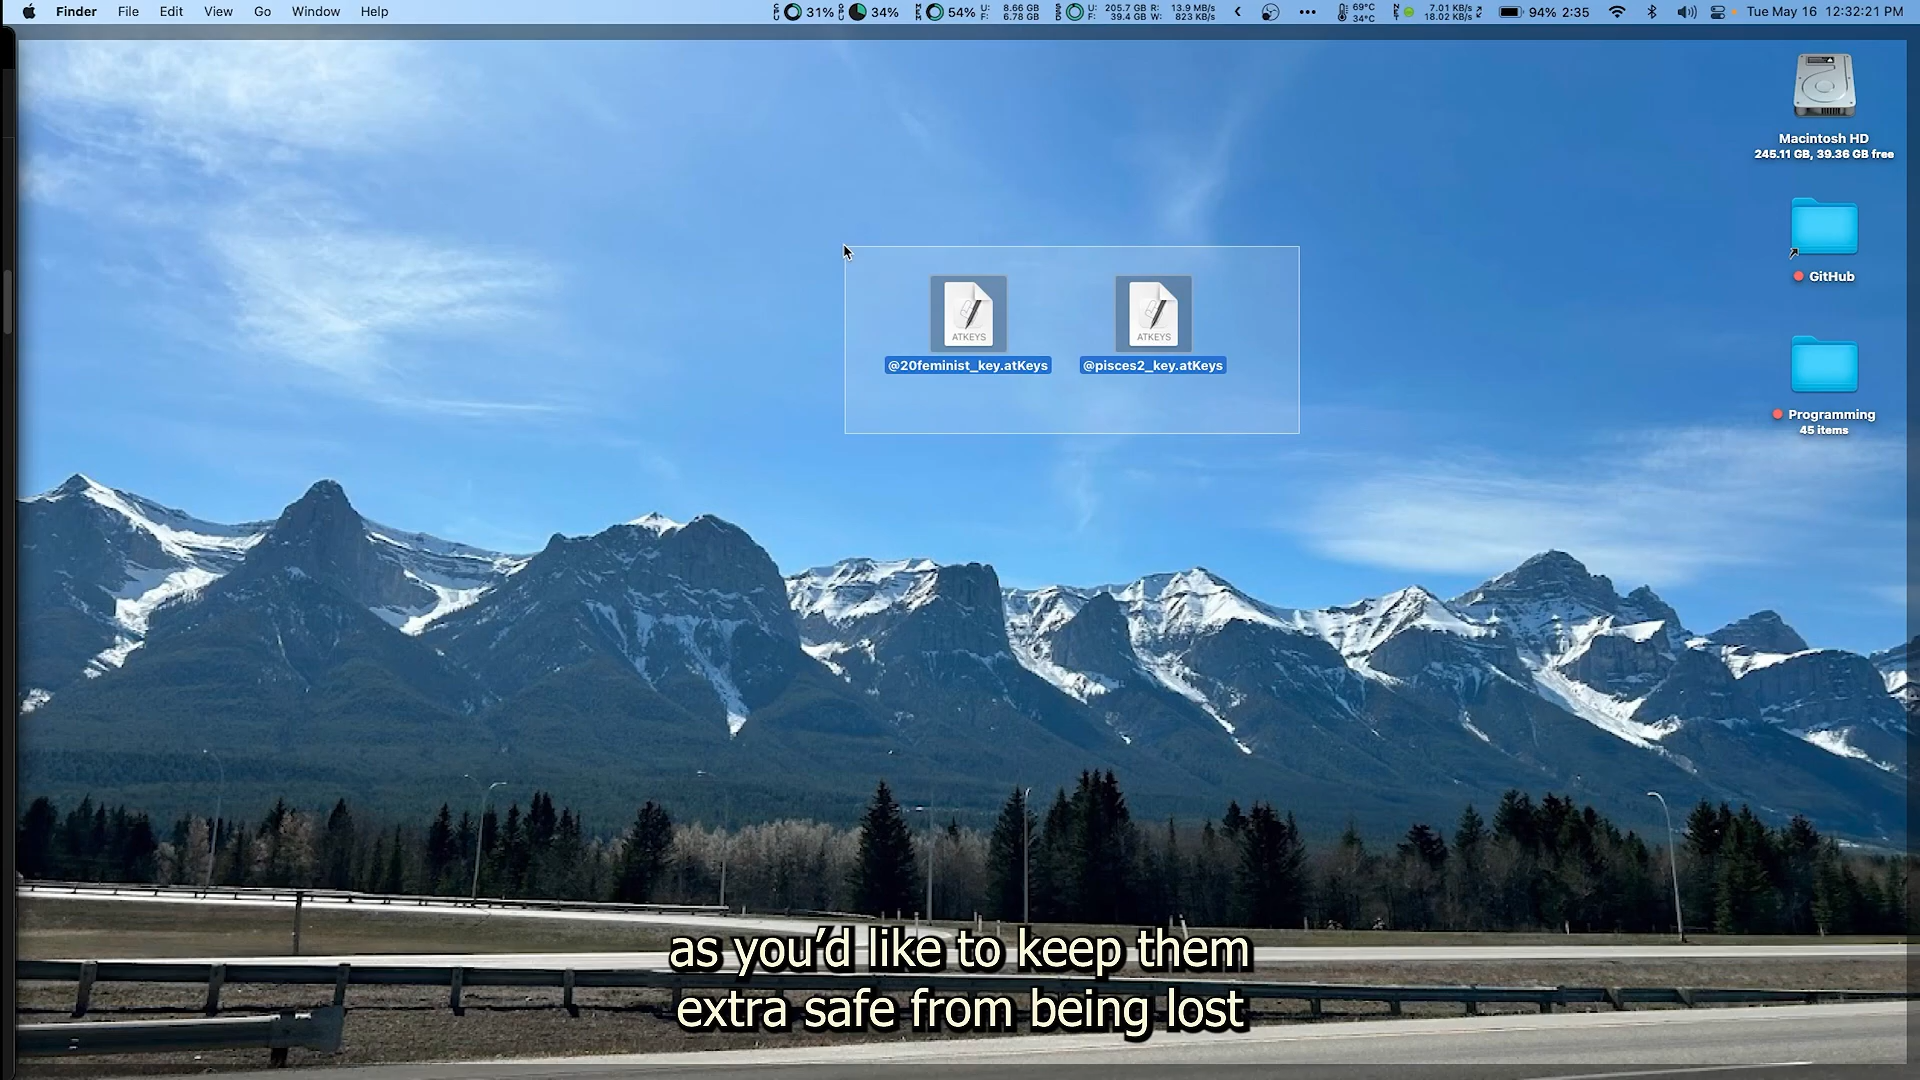 Finder File Edit View Go Window Help
31% 34% 54% U: 8.66 GB F: 6.78 GB U: 205.7 GB R: 13.9 MB/s F: 39.4 GB W: 823 KB/s 69°C 34°C 7.01 KB/s 18.02 KB/s 94% 2:35 Tue May 16 12:32:21 PM
Macintosh HD
245.11 GB, 39.36 GB free
GitHub
ATKEYS ATKEYS
@20feminist_key.atKeys @pisces2_key.atKeys
Programming
45 items
as you’d like to keep them
extra safe from being lost